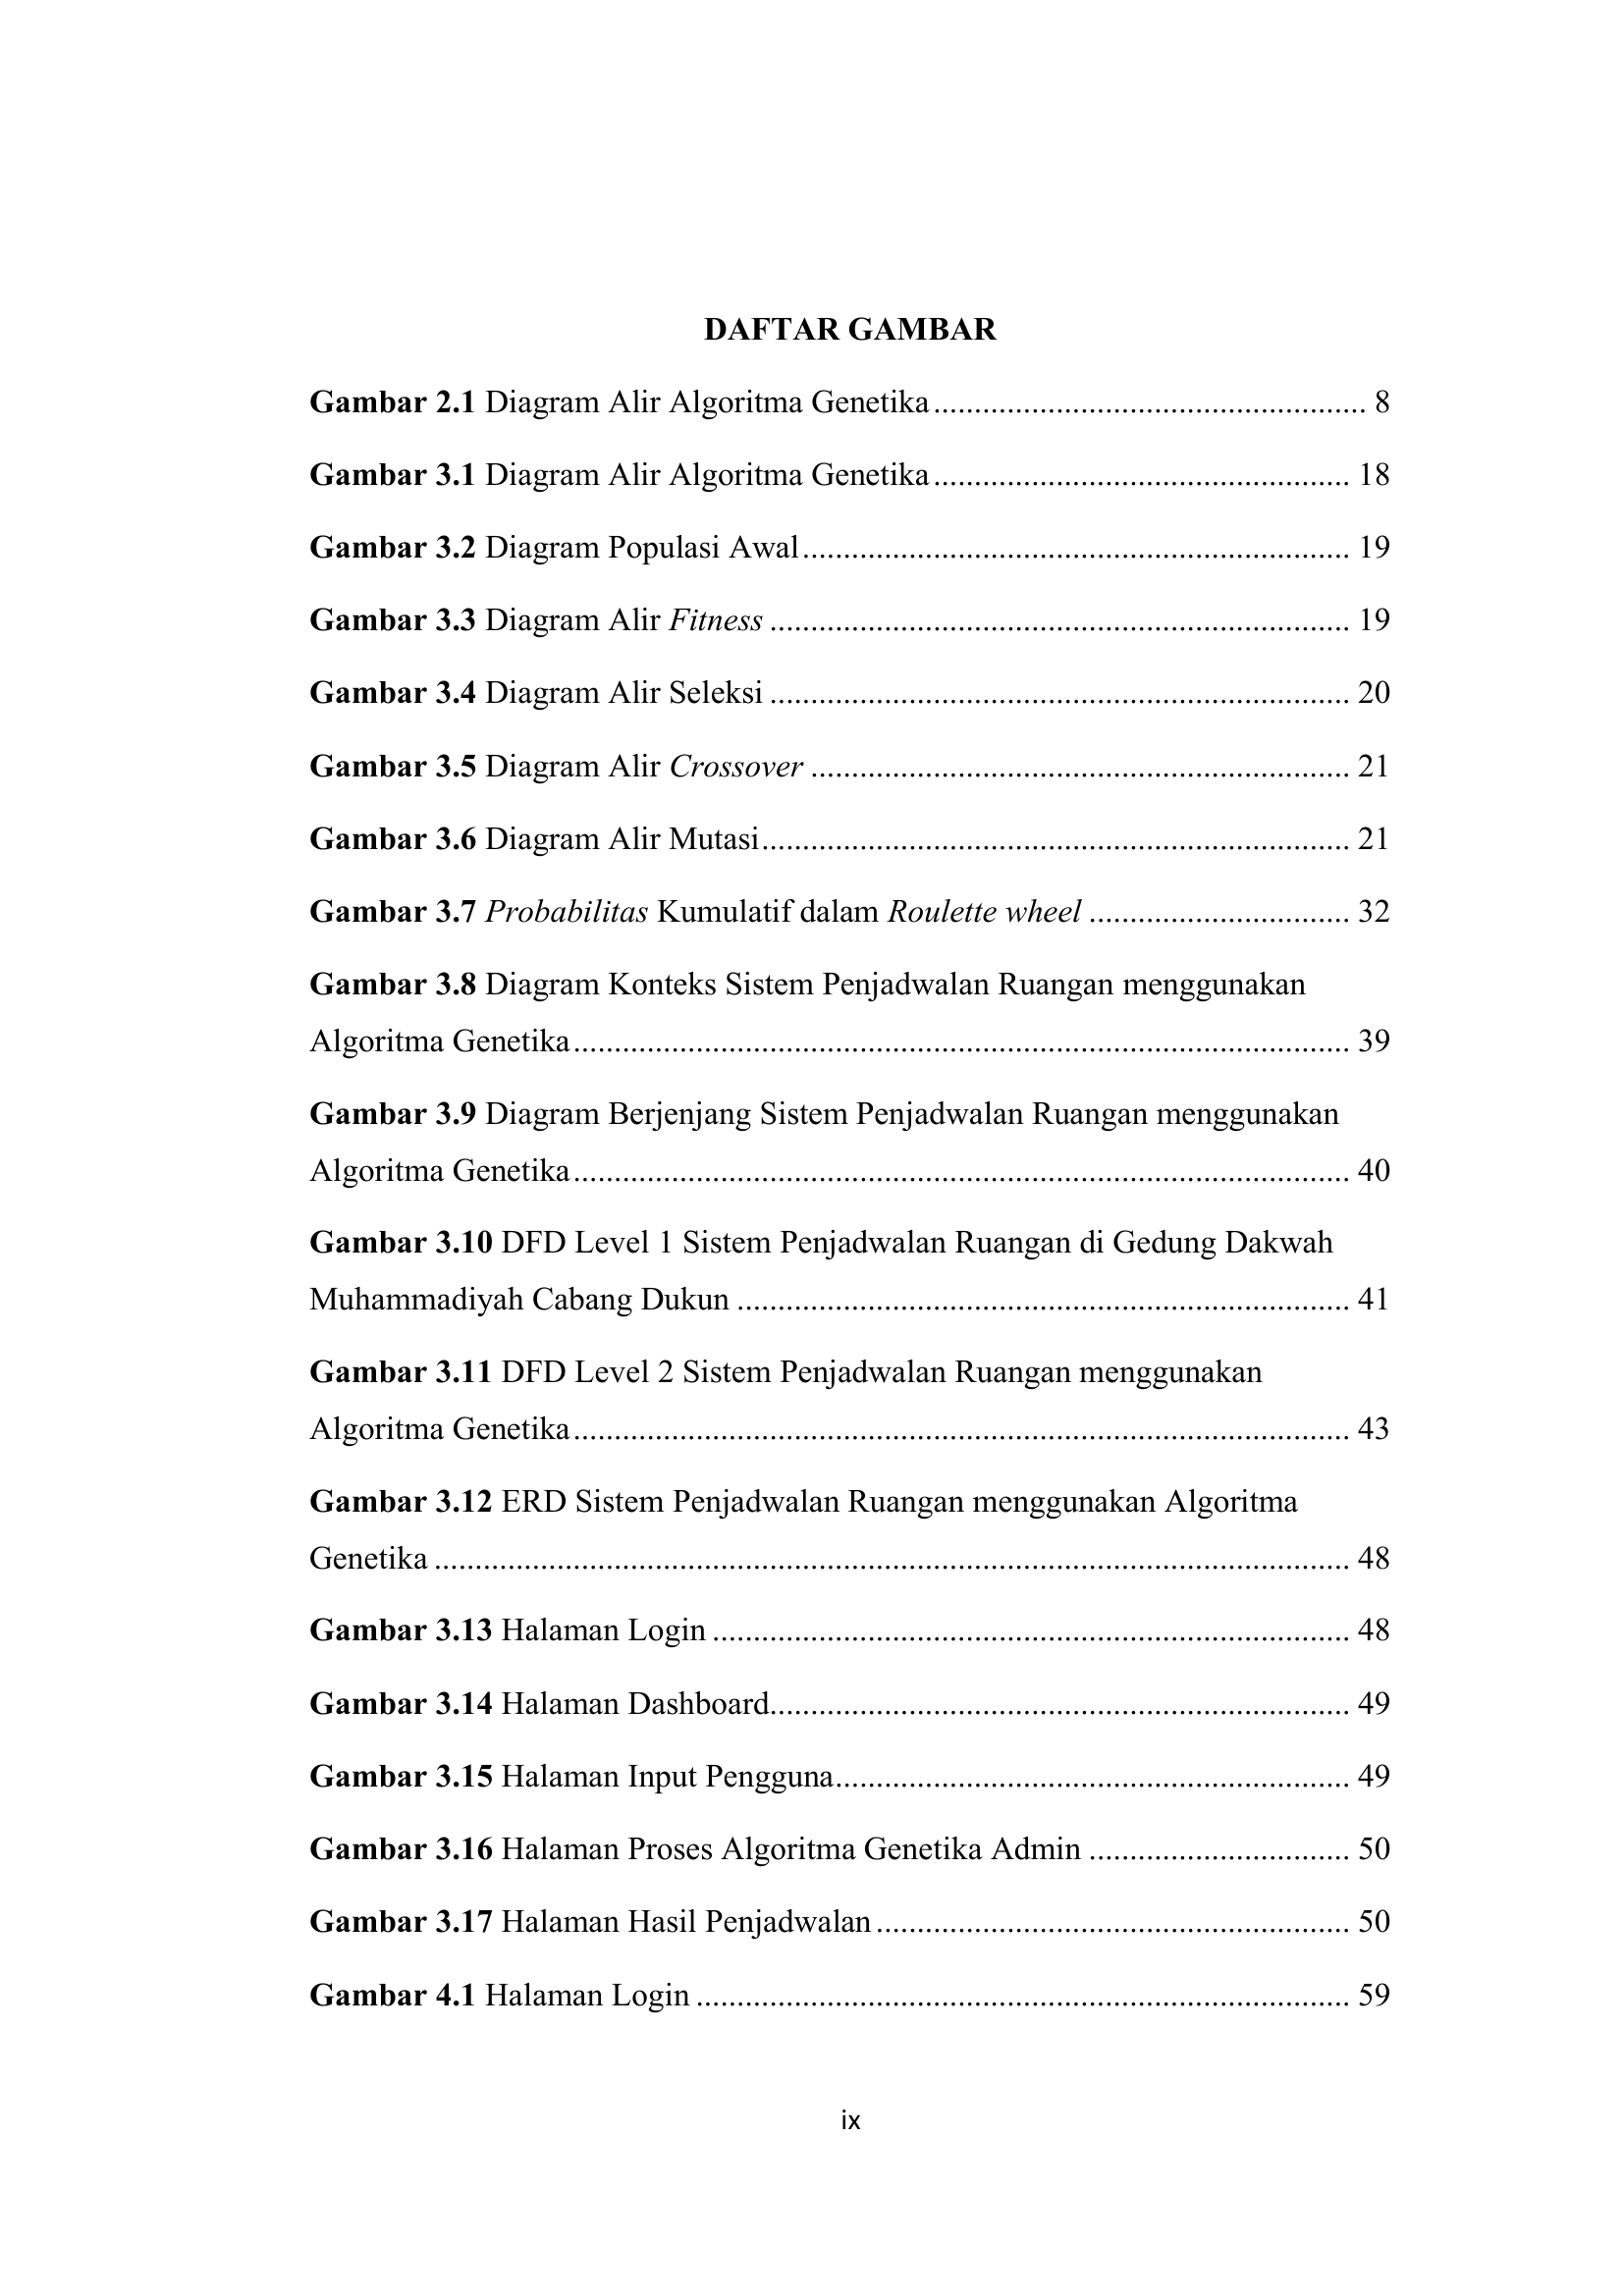 DAFTAR GAMBAR
Gambar 2.1 Diagram Alir Algoritma Genetika..................................................... 8
Gambar 3.1 Diagram Alir Algoritma Genetika................................................... 18
Gambar 3.2 Diagram Populasi Awal................................................................... 19
Gambar 3.3 Diagram Alir Fitness ....................................................................... 19
Gambar 3.4 Diagram Alir Seleksi ....................................................................... 20
Gambar 3.5 Diagram Alir Crossover .................................................................. 21
Gambar 3.6 Diagram Alir Mutasi........................................................................ 21
Gambar 3.7 Probabilitas Kumulatif dalam Roulette wheel ................................ 32
Gambar 3.8 Diagram Konteks Sistem Penjadwalan Ruangan menggunakan
Algoritma Genetika............................................................................................... 39
Gambar 3.9 Diagram Berjenjang Sistem Penjadwalan Ruangan menggunakan
Algoritma Genetika............................................................................................... 40
Gambar 3.10 DFD Level 1 Sistem Penjadwalan Ruangan di Gedung Dakwah
Muhammadiyah Cabang Dukun ........................................................................... 41
Gambar 3.11 DFD Level 2 Sistem Penjadwalan Ruangan menggunakan
Algoritma Genetika............................................................................................... 43
Gambar 3.12 ERD Sistem Penjadwalan Ruangan menggunakan Algoritma
Genetika ................................................................................................................ 48
Gambar 3.13 Halaman Login .............................................................................. 48
Gambar 3.14 Halaman Dashboard....................................................................... 49
Gambar 3.15 Halaman Input Pengguna............................................................... 49
Gambar 3.16 Halaman Proses Algoritma Genetika Admin ................................ 50
Gambar 3.17 Halaman Hasil Penjadwalan.......................................................... 50
Gambar 4.1 Halaman Login ................................................................................ 59
ix